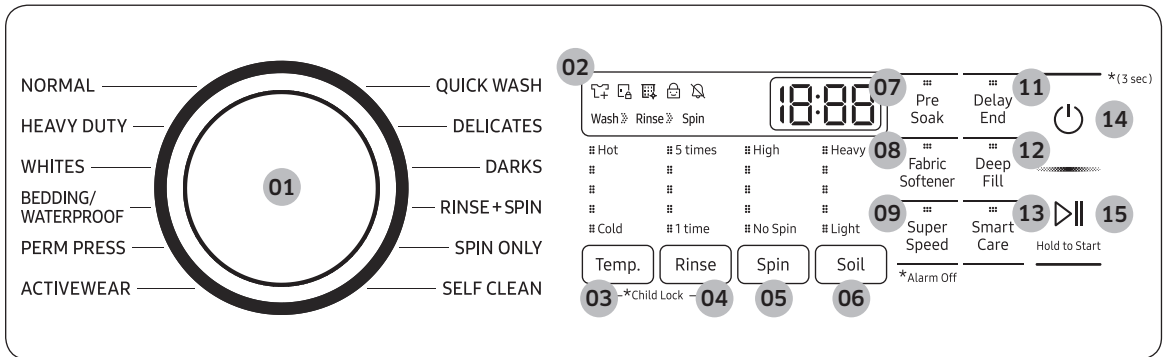 NORMAL
HEAVY DUTY
WHITES
BEDDING/
WATERPROOF
PERM PRESS
ACTIVEWEAR
01
QUICK WASH
DELICATES
DARKS
RINSE+SPIN
SPIN ONLY
SELF CLEAN
02
18:88
Wash Rinse Spin
Hot 5 times High Heavy
Cold 1 time No Spin Light
Temp. Rinse Spin Soil
03 *Child Lock 04 05 06
07 Pre
Soak
08 Fabric
Softener
09 Super
Speed
*Alarm Off
Delay
End 11
Deep
Fill 12
Smart
Care 13
*(3 sec)
14
15
Hold to Start